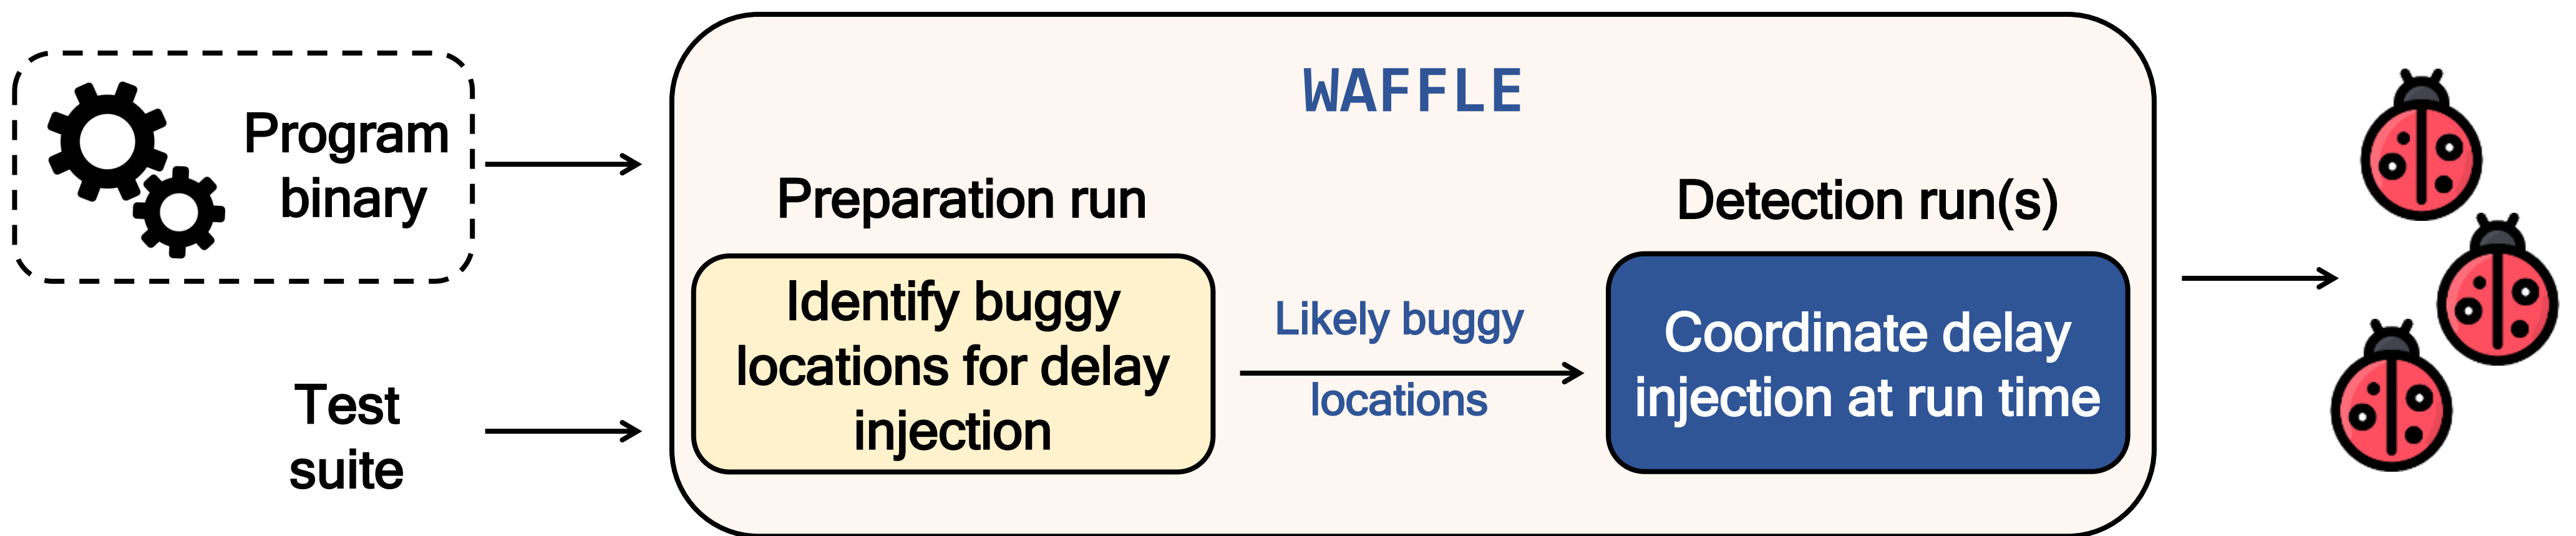 Program
binary
Test
suite
WAFFLE
Preparation run
Identify buggy
locations for delay
injection
Likely buggy
locations
Detection run(s)
Coordinate delay
injection at run time